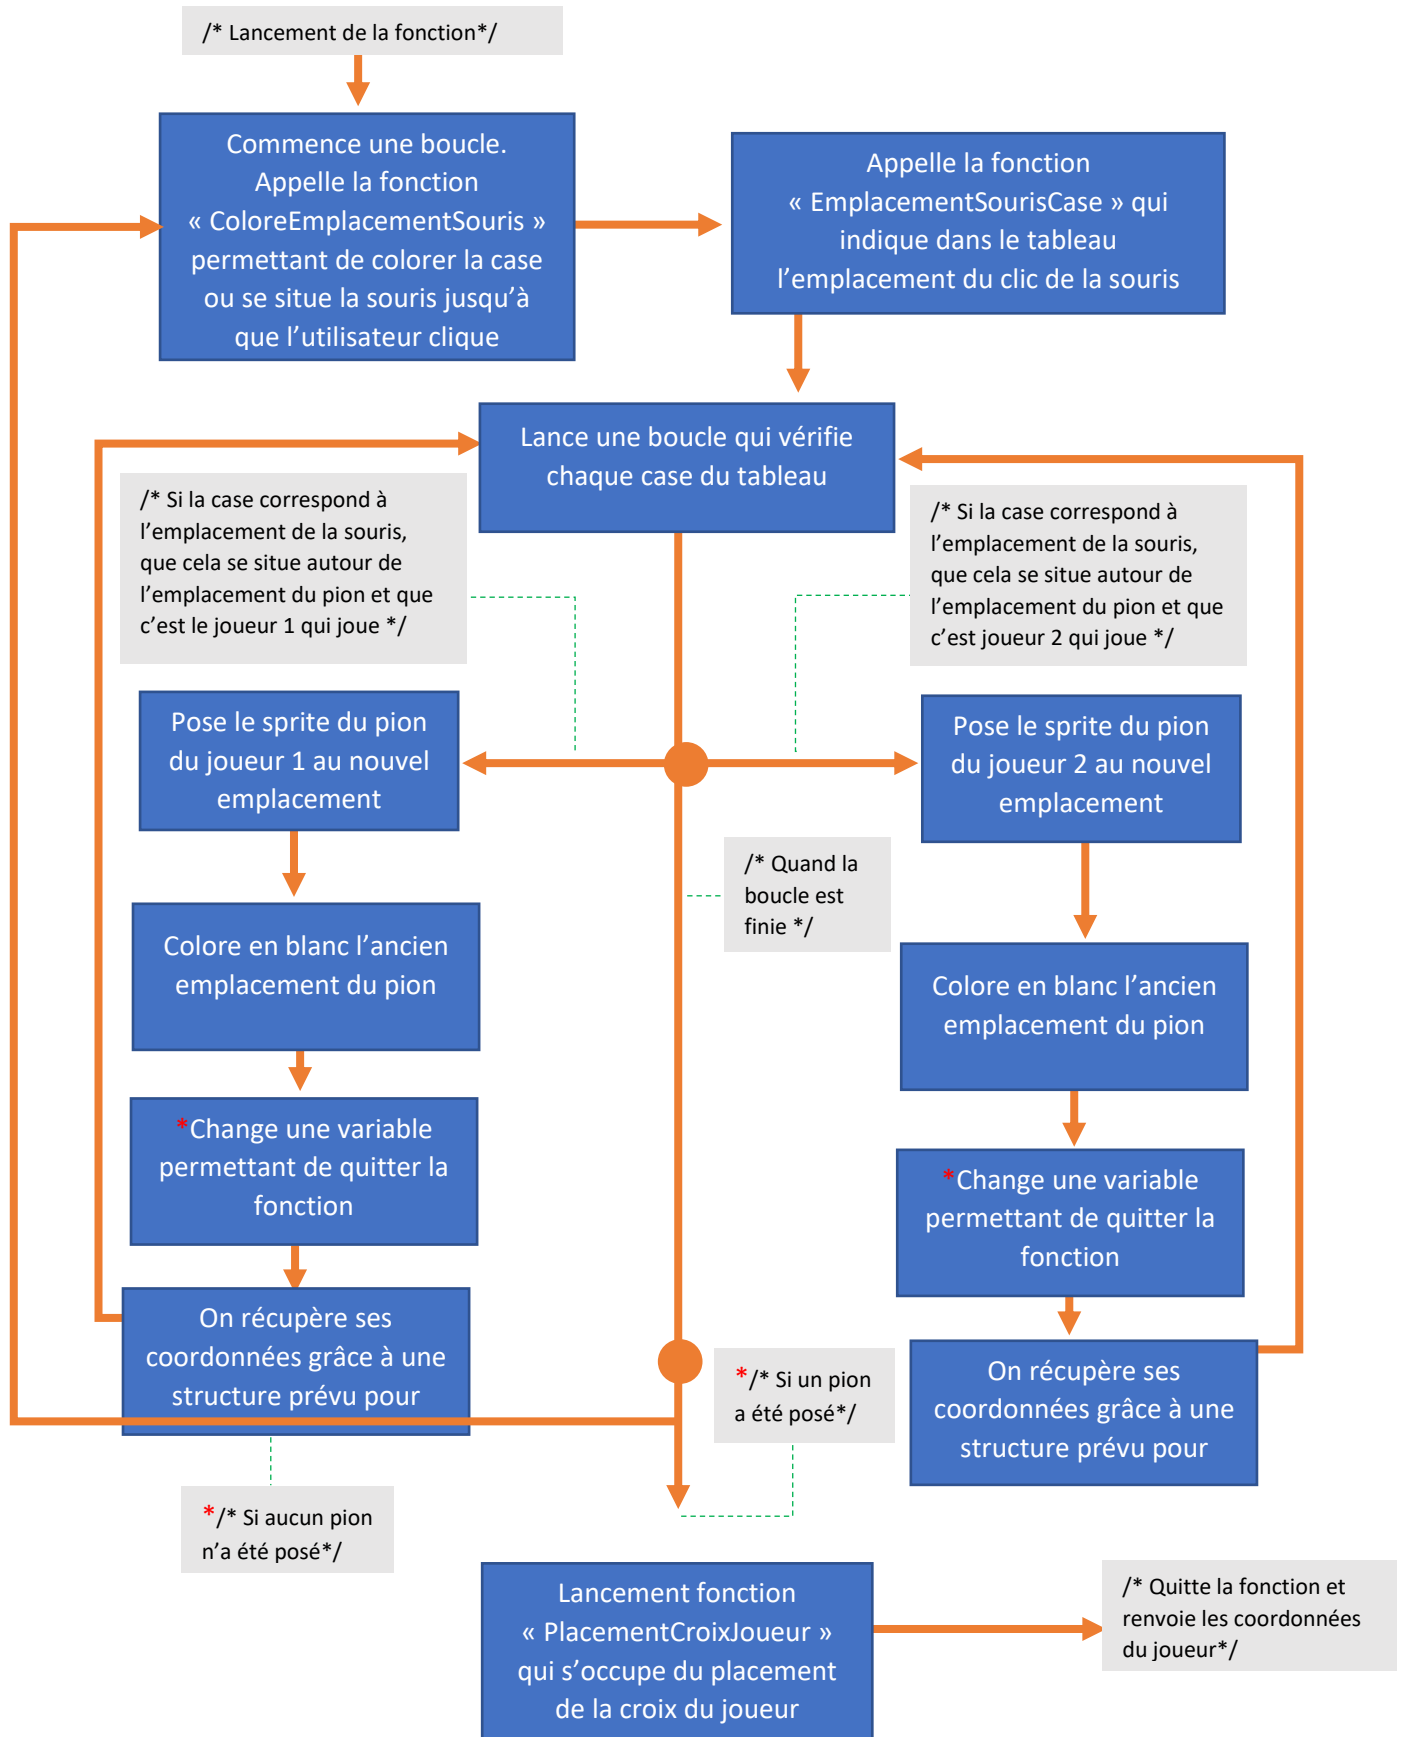 /* Lancement de la fonction*/
Commence une boucle.
Appelle la fonction
« ColoreEmplacementSouris »
permettant de colorer la case
ou se situe la souris jusqu’à
que l’utilisateur clique
Appelle la fonction
« EmplacementSourisCase » qui
indique dans le tableau
l’emplacement du clic de la souris
Lance une boucle qui vérifie
chaque case du tableau
/* Si la case correspond à
l’emplacement de la souris,
que cela se situe autour de
l’emplacement du pion et que
c’est le joueur 1 qui joue */
/* Si la case correspond à
l’emplacement de la souris,
que cela se situe autour de
l’emplacement du pion et que
c’est joueur 2 qui joue */
Pose le sprite du pion
du joueur 1 au nouvel
emplacement
Pose le sprite du pion
du joueur 2 au nouvel
emplacement
/* Quand la
boucle est
finie */
Colore en blanc l’ancien
emplacement du pion
Colore en blanc l’ancien
emplacement du pion
*Change une variable
permettant de quitter la
fonction
*Change une variable
permettant de quitter la
fonction
On récupère ses
coordonnées grâce à une
structure prévu pour
*/* Si un pion
a été posé*/
On récupère ses
coordonnées grâce à une
structure prévu pour
*/* Si aucun pion
n’a été posé*/
Lancement fonction
« PlacementCroixJoueur »
qui s’occupe du placement
de la croix du joueur
/* Quitte la fonction et
renvoie les coordonnées
du joueur*/